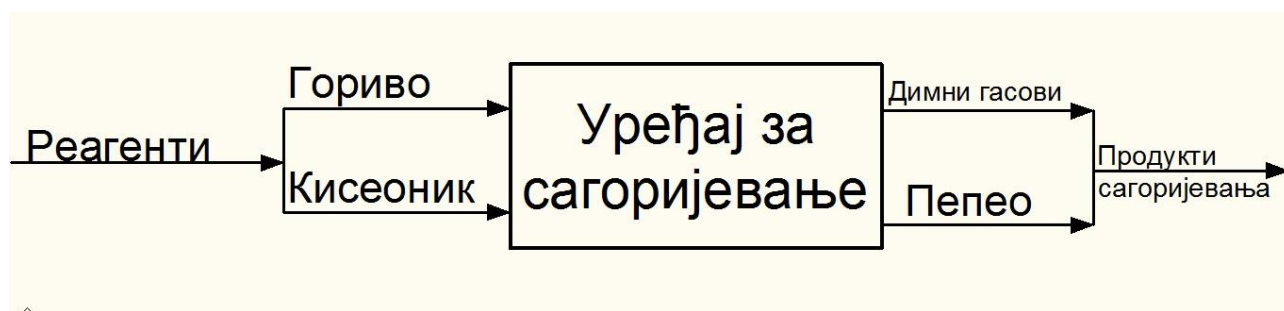 Реагенти
Гориво
Кисеоник
Уређај за
сагоријевање
Димни гасови
Пепео
Продукти
сагоријевања